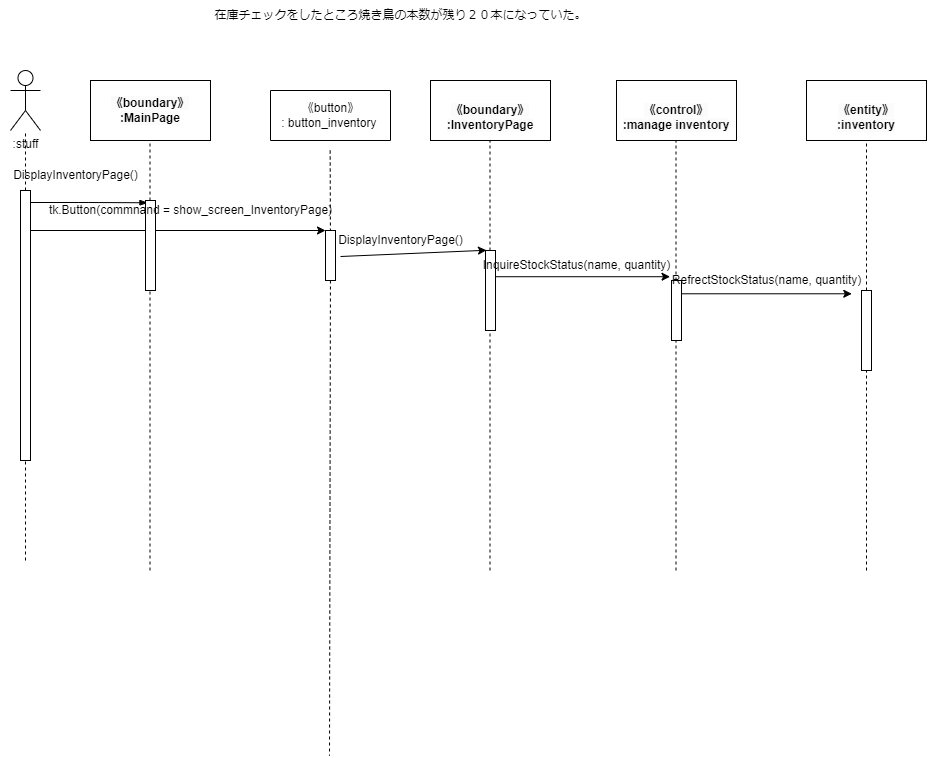 在庫チェックをしたところ焼き鳥の本数が残り２０本になっていた。
《boundary》
:MainPage
《button》
: button_inventory
《boundary》
:InventoryPage
《control》
:manage inventory
《entity》
:inventory
:stuff
DisplayInventoryPage()
tk.Button(commnand = show_screen_InventoryPage)
DisplayInventoryPage()
InquireStockStatus(name, quantity)
RefrectStockStatus(name, quantity)